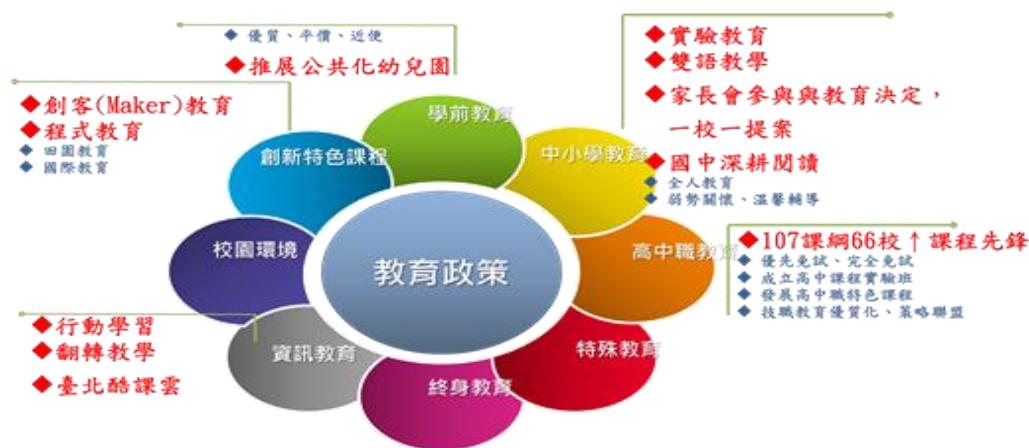 ◆ 優質、平價、近便
◆推展公共化幼兒園
◆創客(Maker)教育
◆程式教育
◆ 田園教育
◆ 國際教育
◆實驗教育
◆雙語教學
◆家長會參與與教育決定,
一校一提案
◆國中深耕閱讀
◆ 全人教育
◆ 弱勢關懷、溫馨輔導
◆107課綱66校↑課程先鋒
◆ 優先免試、完全免試
◆ 成立高中課程實驗班
◆ 發展高中職特色課程
◆ 技職教育優質化、策略聯盟
◆行動學習
◆翻轉教學
◆臺北酷課雲
學前教育
創新特色課程
中小學教育
校園環境
教育政策
高中職教育
資訊教育
特殊教育
終身教育